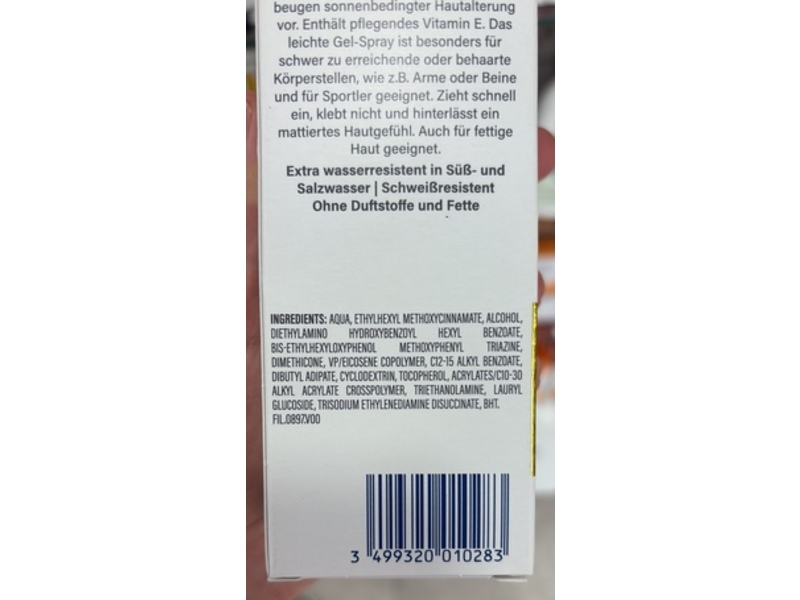 beugen sonnenbedingter Hautalterung
vor. Enthält pflegendes Vitamin E. Das
leichte Gel-Spray ist besonders für
schwer zu erreichende oder behaarte
Körperstellen, wie z.B. Arme oder Beine
und für Sportler geeignet. Zieht schnell
ein, klebt nicht und hinterlässt ein
mattiertes Hautgefühl. Auch für fettige
Haut geeignet.
Extra wasserresistent in Süß- und
Salzwasser | Schweißresistent
Ohne Duftstoffe und Fette
INGREDIENTS: AQUA, ETHYLHEXYL METHOXYCINNAMATE, ALCOHOL,
DIETHYLAMINO HYDROXYBENZOYL HEXYL BENZOATE,
BIS-ETHYLHEXYLOXYPHENOL METHOXYPHENYL TRIAZINE,
DIMETHICONE, VP/EICOSENE COPOLYMER, C12-15 ALKYL BENZOATE,
DIBUTYL ADIPATE, CYCLODEXTRIN, TOCOPHEROL, ACRYLATES/C10-30
ALKYL ACRYLATE CROSSPOLYMER, TRIETHANOLAMINE, LAURYL
GLUCOSIDE, TRISODIUM ETHYLENEDIAMINE DISUCCINATE, BHT.
FIL.0897.V00
3 499320 010283